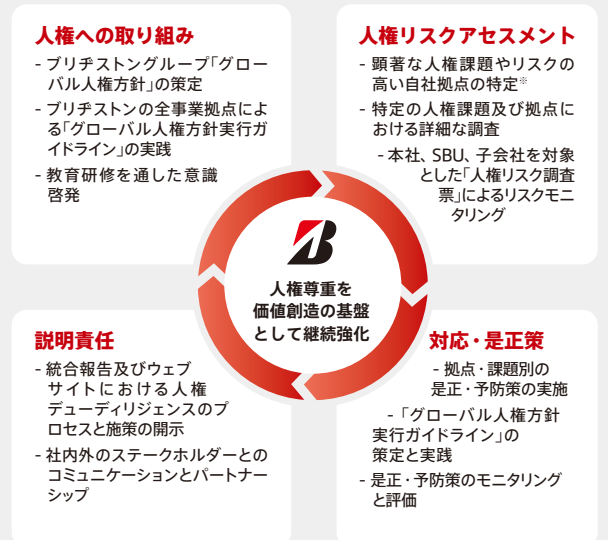 人権への取り組み
- ブリヂストングループ「グロー
バル人権方針」の策定
- ブリヂストンの全事業拠点によ
る「グローバル人権方針実行ガ
イドライン」の実践
- 教育研修を通した意識
啓発
人権リスクアセスメント
- 顕著な人権課題やリスクの
高い自社拠点の特定※
- 特定の人権課題及び拠点に
おける詳細な調査
- 本社、SBU、子会社を対象
とした「人権リスク調査
票」によるリスクモニ
タリング
人権尊重を
価値創造の基盤
として継続強化
説明責任
- 統合報告及びウェブ
サイトにおける人権
デューディリジェンスのプ
ロセスと施策の開示
- 社内外のステークホルダーとの
コミュニケーションとパートナー
シップ
対応・是正策
- 拠点・課題別の
是正・予防策の実施
- 「グローバル人権方針
実行ガイドライン」の
策定と実践
- 是正・予防策のモニタリング
と評価